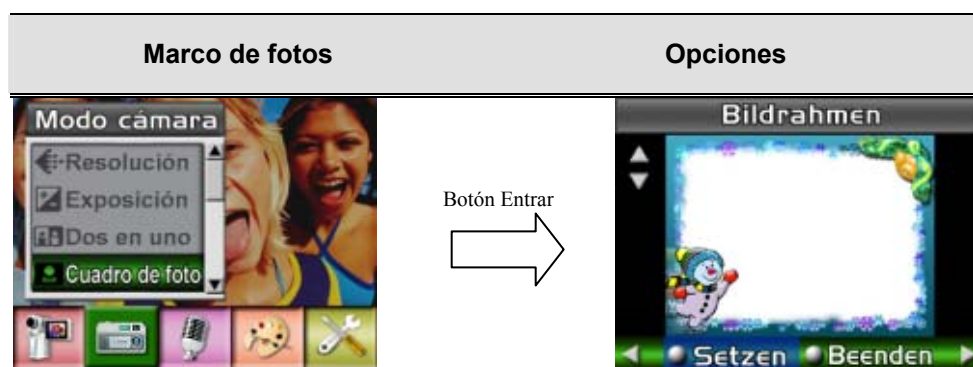 Marco de fotos
Opciones
Modo cámara
Resolución
Exposición
Dos en uno
Cuadro de foto
Botón Entrar
Bildrahmen
Setzen
Beenden